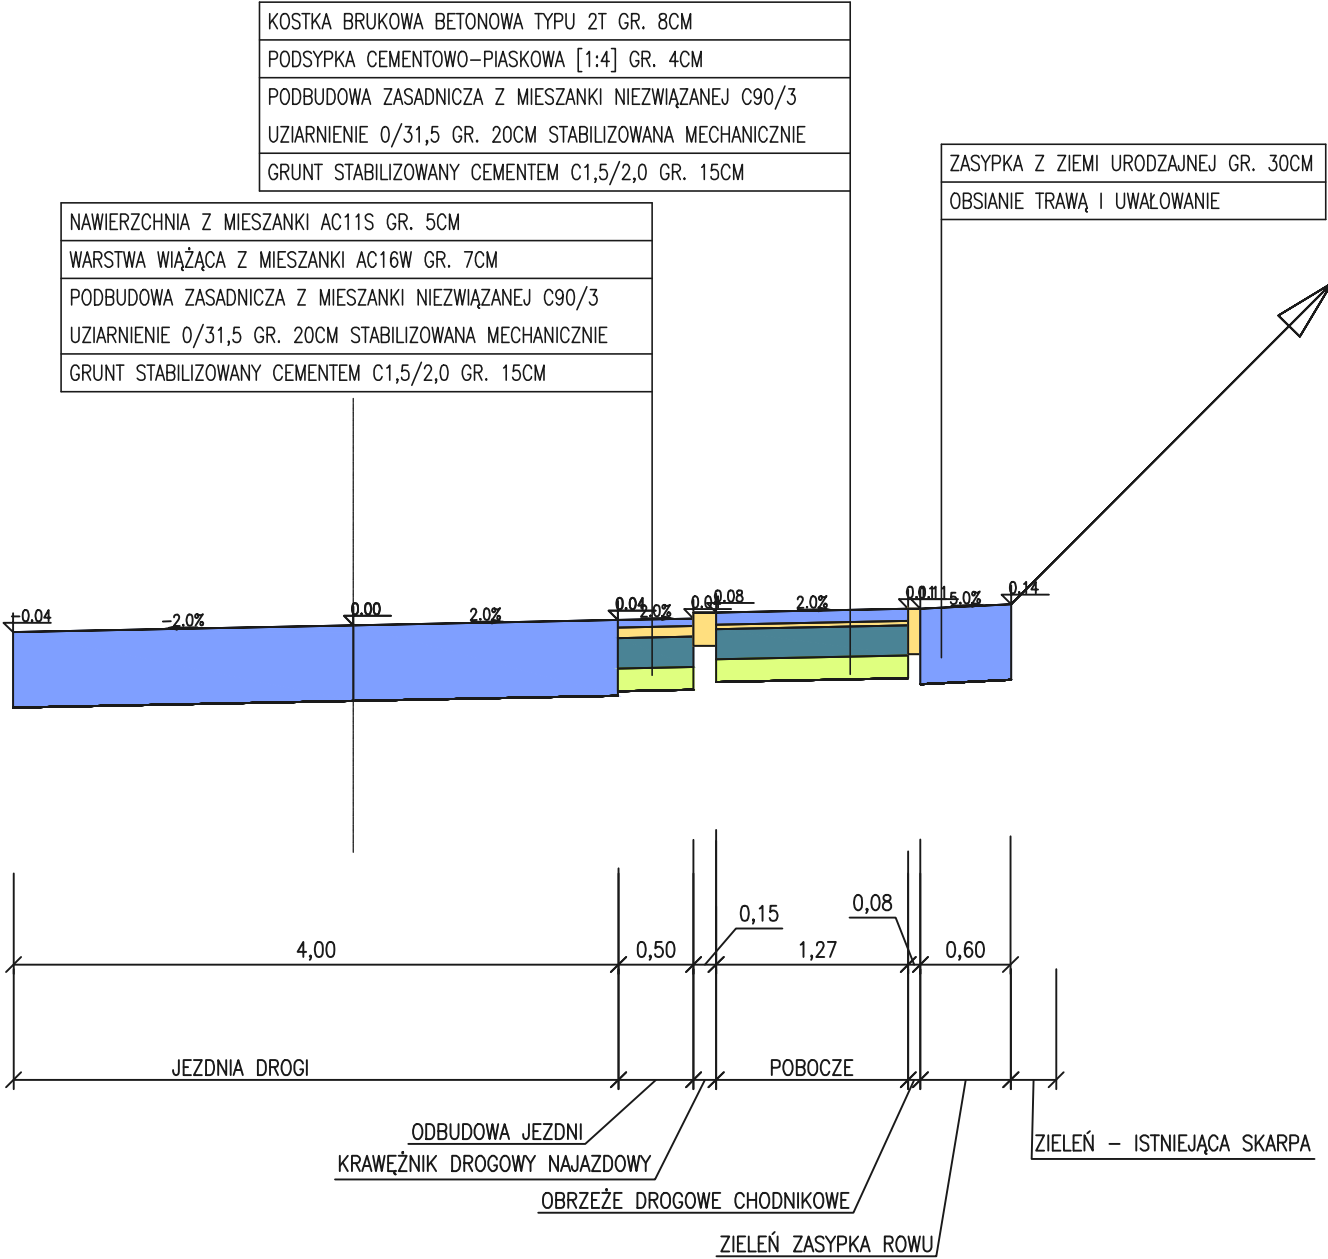 KOSTKA BRUKOWA BETONOWA TYPU 2T GR. 8CM
PODSYPKA CEMENTOWO-PIASKOWA [1:4] GR. 4CM
PODBUDOWA ZASADNICZA Z MIESZANKI NIEZWIĄZANEJ C90/3
UZIARNIENIE 0/31,5 GR. 20CM STABILIZOWANA MECHANICZNIE
GRUNT STABILIZOWANY CEMENTEM C1,5/2,0 GR. 15CM
ZASYPKA Z ZIEMI URODZAJNEJ GR. 30CM
OBSIANIE TRAWĄ I UWAŁOWANIE
NAWIERZCHNIA Z MIESZANKI AC11S GR. 5CM
WARSTWA WIĄŻĄCA Z MIESZANKI AC16W GR. 7CM
PODBUDOWA ZASADNICZA Z MIESZANKI NIEZWIĄZANEJ C90/3
UZIARNIENIE 0/31,5 GR. 20CM STABILIZOWANA MECHANICZNIE
GRUNT STABILIZOWANY CEMENTEM C1,5/2,0 GR. 15CM
-0.04
-2.0%
0.00
2.0%
0.04
2.0%
0.08
2.0%
5.0%
0.14
4,00
0,50
0,15
1,27
0,08
0,60
JEZDNIA DROGI
POBOCZE
ODBUDOWA JEZDNI
KRAWĘŻNIK DROGOWY NAJAZDOWY
OBRZEŻE DROGOWE CHODNIKOWE
ZIELEŃ ZASYPKA ROWU
ZIELEŃ - ISTNIEJĄCA SKARPA